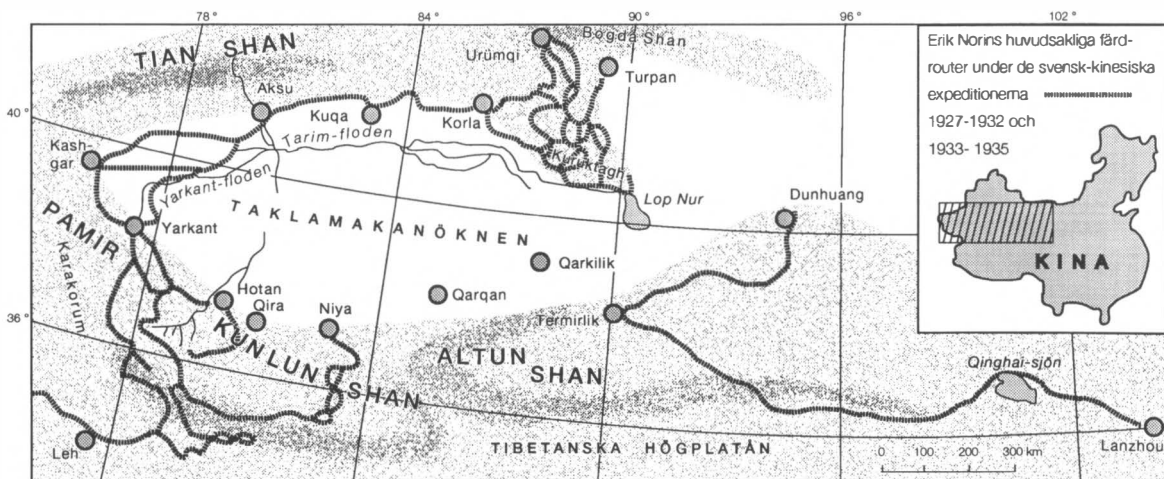 78°
84°
90°
96°
102°
40°
36°
TIAN SHAN
Bogda Shan
Urümqi
Turpan
Aksu
Kuqa
Korla
Tarim-floden
Kash-
gar
Yarkant-floden
Kuruktagh
Lop Nur
Dunhuang
TAKLAMAKANÖKNEN
PAMIR
Yarkant
Karakorum
Qarkilik
Hotan
Qira
Niya
Qarqan
Termirlik
KUNLUN SHAN
ALTUN
SHAN
Qinghai-sjön
Leh
TIBETANSKA HÖGPLATÅN
Lanzhou
0 100 200 300 km
Erik Norins huvudsakliga färd-
router under de svensk-kinesiska
expeditionerna
1927-1932 och
1933- 1935
KINA